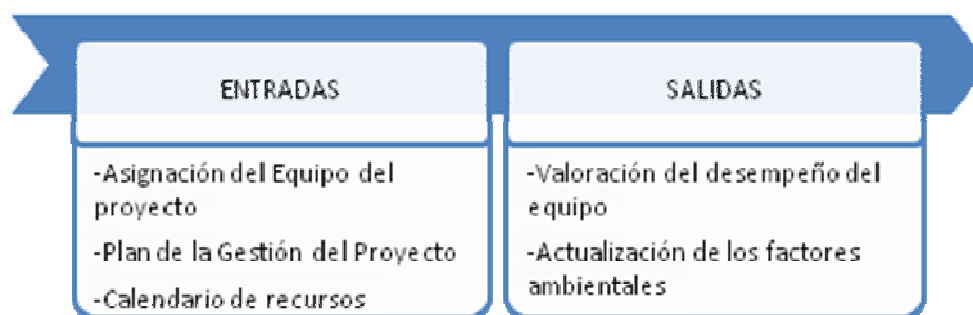 ENTRADAS
-Asignación del Equipo del
proyecto
-Plan de la Gestión del Proyecto
-Calendario de recursos
SALIDAS
-Valoración del desempeño del
equipo
-Actualización de los factores
ambientales